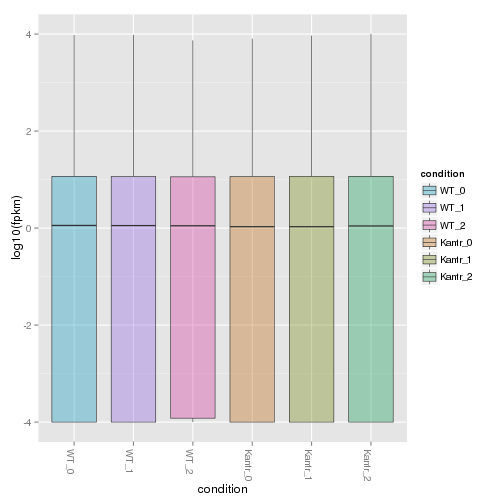 4
2
0
-2
-4
log10(fpkm)
WT_0
WT_1
WT_2
Kantr_0
Kantr_1
Kantr_2
condition
condition
WT_0
WT_1
WT_2
Kantr_0
Kantr_1
Kantr_2